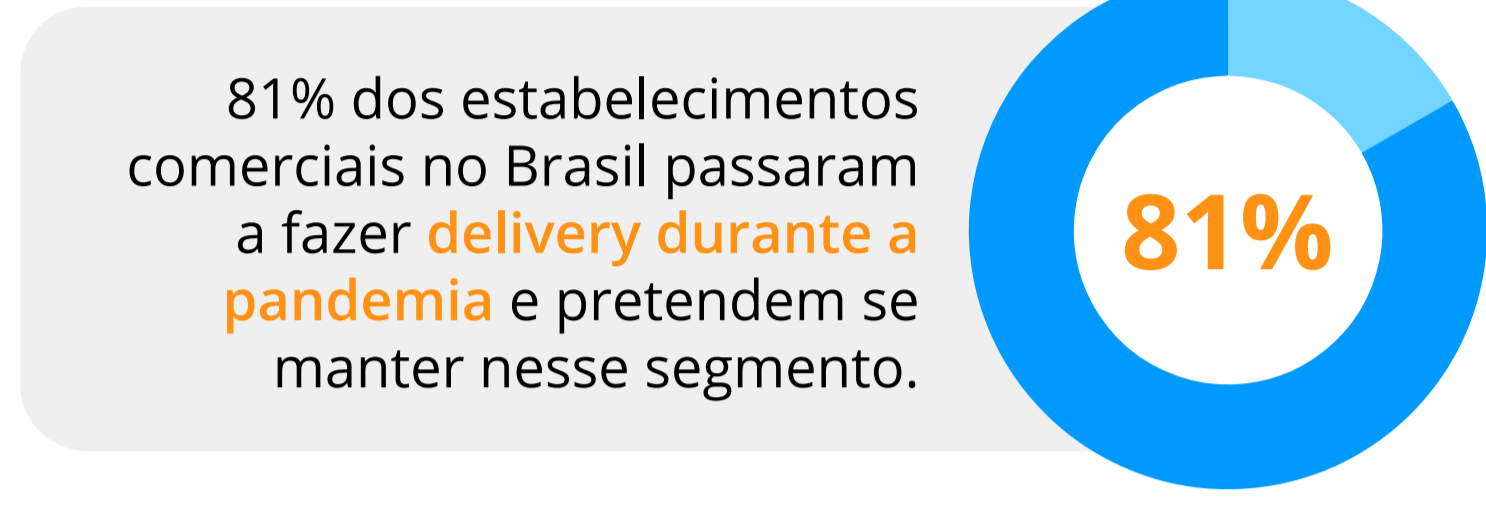 81% dos estabelecimentos
comerciais no Brasil passaram
a fazer delivery durante a
pandemia e pretendem se
manter nesse segmento.
81%